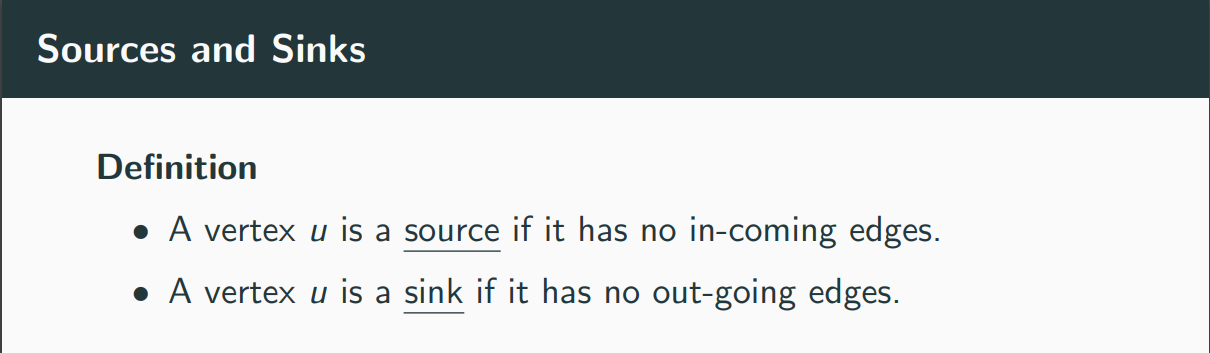 Sources and Sinks
Definition
• A vertex u is a source if it has no in-coming edges.
• A vertex u is a sink if it has no out-going edges.